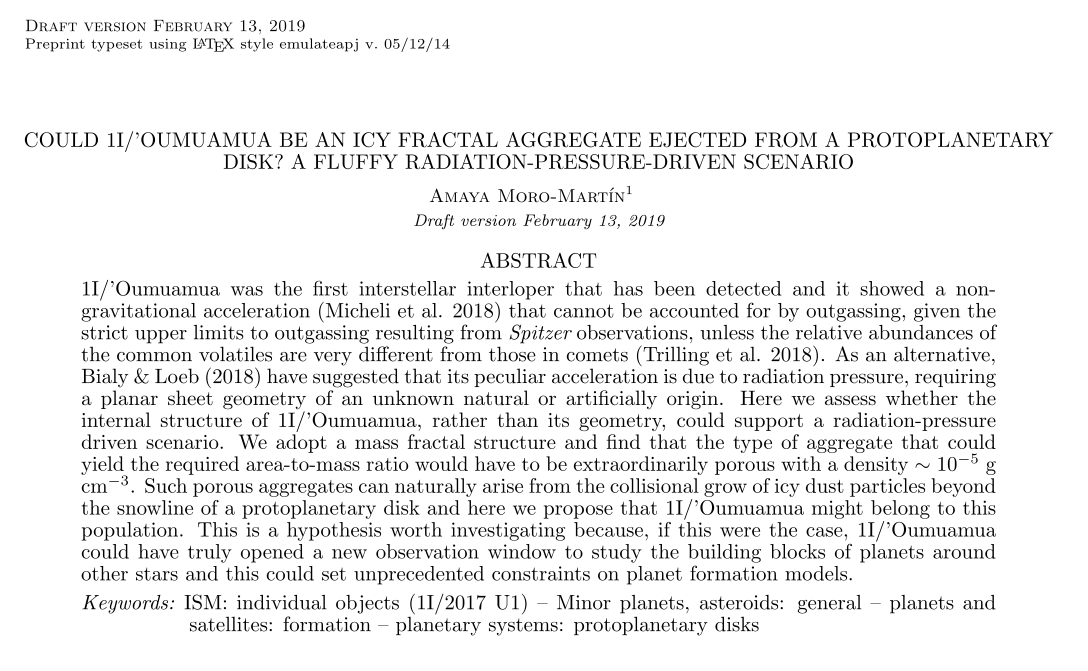 DRAFT VERSION FEBRUARY 13, 2019
Preprint typeset using LATEX style emulateapj v. 05/12/14
COULD 1I/'OUMUAMUA BE AN ICY FRACTAL AGGREGATE EJECTED FROM A PROTOPLANETARY
DISK? A FLUFFY RADIATION-PRESSURE-DRIVEN SCENARIO
AMAYA MORO-MARTÍN¹
Draft version February 13, 2019
ABSTRACT
1I/'Oumuamua was the first interstellar interloper that has been detected and it showed a non-
gravitational acceleration (Micheli et al. 2018) that cannot be accounted for by outgassing, given the
strict upper limits to outgassing resulting from Spitzer observations, unless the relative abundances of
the common volatiles are very different from those in comets (Trilling et al. 2018). As an alternative,
Bialy & Loeb (2018) have suggested that its peculiar acceleration is due to radiation pressure, requiring
a planar sheet geometry of an unknown natural or artificially origin. Here we assess whether the
internal structure of 1I/'Oumuamua, rather than its geometry, could support a radiation-pressure
driven scenario. We adopt a mass fractal structure and find that the type of aggregate that could
yield the required area-to-mass ratio would have to be extraordinarily porous with a density ∼ 10⁻⁵ g
cm⁻³. Such porous aggregates can naturally arise from the collisional grow of icy dust particles beyond
the snowline of a protoplanetary disk and here we propose that 1I/'Oumuamua might belong to this
population. This is a hypothesis worth investigating because, if this were the case, 1I/'Oumuamua
could have truly opened a new observation window to study the building blocks of planets around
other stars and this could set unprecedented constraints on planet formation models.
Keywords: ISM: individual objects (1I/2017 U1) – Minor planets, asteroids: general – planets and
satellites: formation – planetary systems: protoplanetary disks